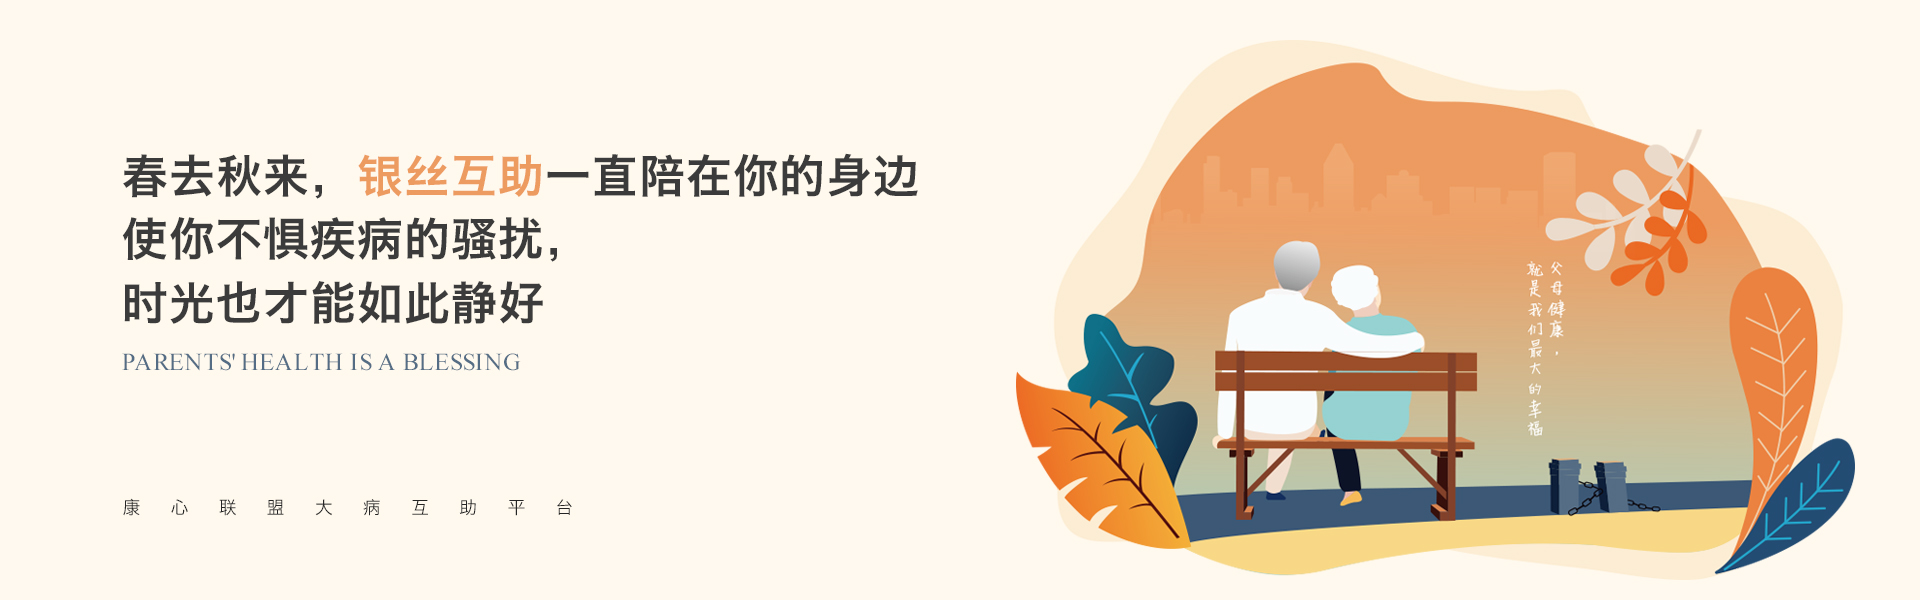 春去秋来，银丝互助一直陪在你的身边
使你不惧疾病的骚扰，
时光也才能如此静好
PARENTS' HEALTH IS A BLESSING
康心联盟大病互助平台
父母健康，
就是我们最大的幸福